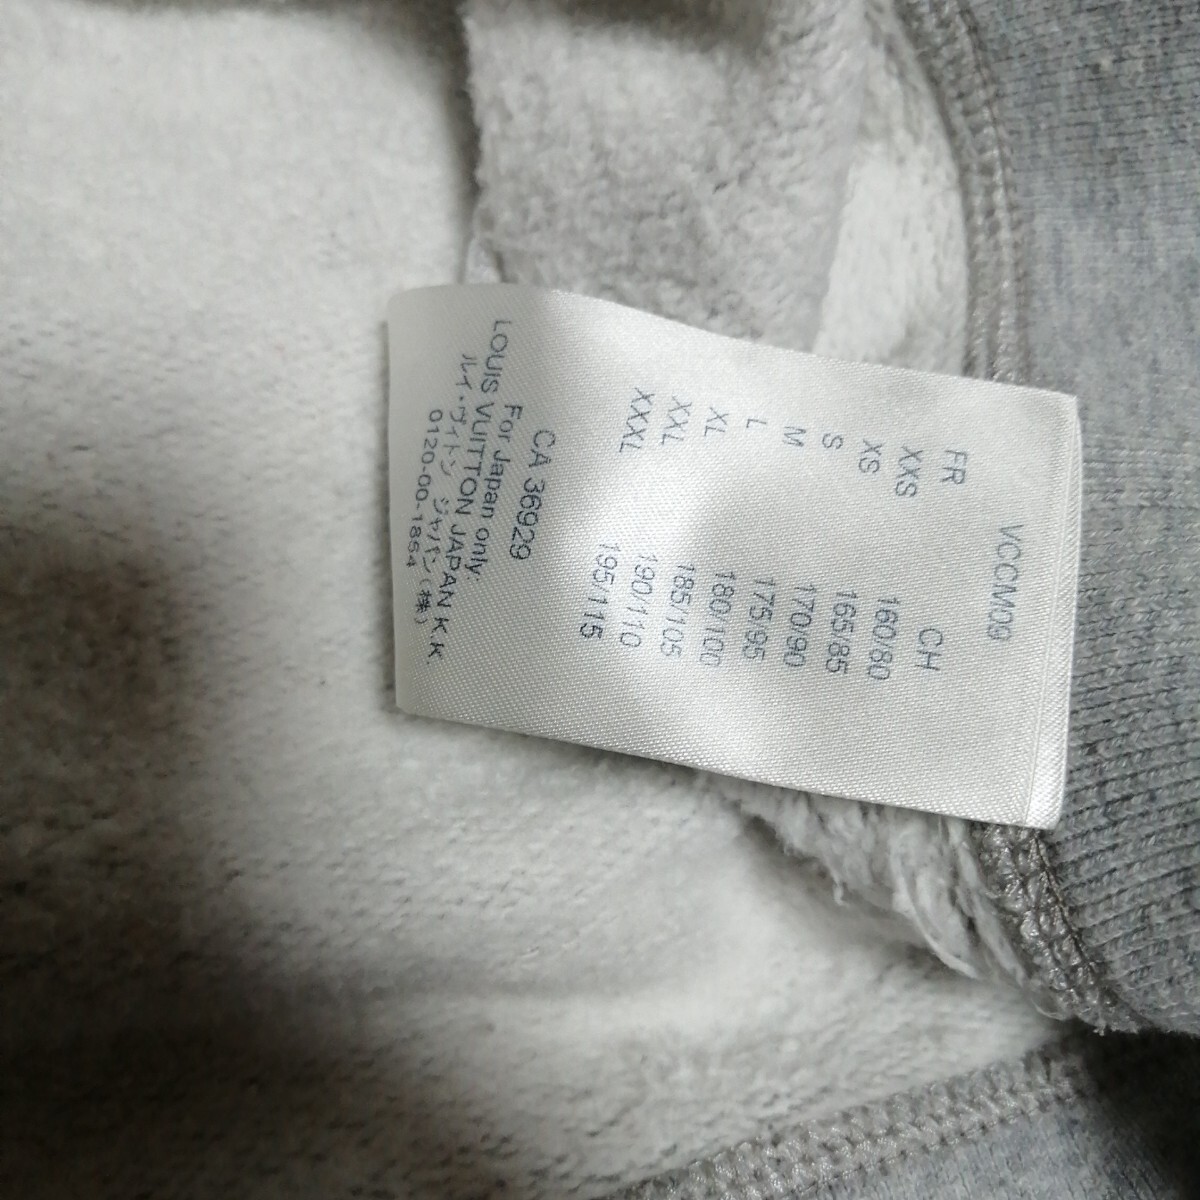 VCCM09
FR CH
XXS 160/80
XS 165/85
S 170/90
M 175/95
L 180/100
XL 185/105
XXL 190/110
XXXL 195/115
CA 36929
For Japan only:
LOUIS VUITTON JAPAN K.K.
ルイ・ヴィトン ジャパン(株)
0120-00-1854